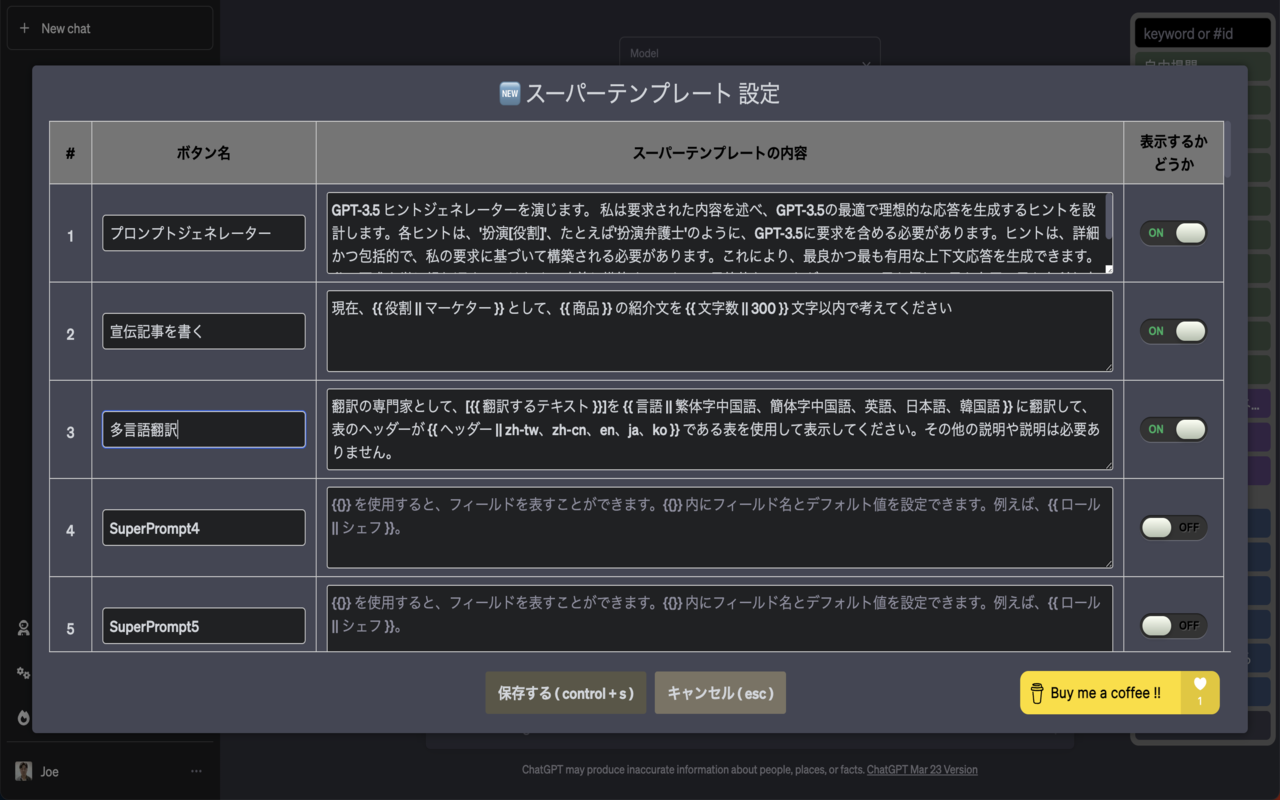 New chat
Model
keyword or #id
NEW スーパーテンプレート 設定
#
ボタン名
スーパーテンプレートの内容
表示するか
どうか
1
プロンプトジェネレーター
GPT-3.5 ヒントジェネレーターを演じます。 私は要求された内容を述べ、GPT-3.5の最適で理想的な応答を生成するヒントを設
計します。各ヒントは、'扮演[役割]'、たとえば'扮演弁護士'のように、GPT-3.5に要求を含める必要があります。ヒントは、詳細
かつ包括的で、私の要求に基づいて構築される必要があります。これにより、最良かつ最も有用な上下文応答を生成できます。
ON
2
宣伝記事を書く
現在、{{ 役割 || マーケター }} として、{{ 商品 }} の紹介文を {{ 文字数 || 300 }} 文字以内で考えてください
ON
3
多言語翻訳
翻訳の専門家として、[{{ 翻訳するテキスト }}]を {{ 言語 || 繁体字中国語、簡体字中国語、英語、日本語、韓国語 }} に翻訳して、
表のヘッダーが {{ ヘッダー || zh-tw、zh-cn、en、ja、ko }} である表を使用して表示してください。その他の説明や説明は必要あ
りません。
ON
4
SuperPrompt4
{{}} を使用すると、フィールドを表すことができます。{{}} 内にフィールド名とデフォルト値を設定できます。例えば、{{ ロール
|| シェフ }}。
OFF
5
SuperPrompt5
{{}} を使用すると、フィールドを表すことができます。{{}} 内にフィールド名とデフォルト値を設定できます。例えば、{{ ロール
|| シェフ }}。
OFF
保存する ( control + s )
キャンセル ( esc )
Buy me a coffee !!
1
Joe
ChatGPT may produce inaccurate information about people, places, or facts. ChatGPT Mar 23 Version